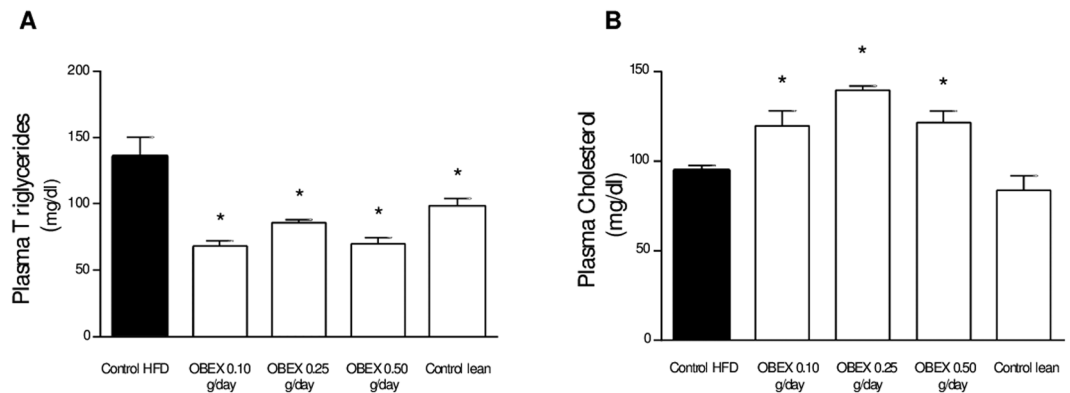 A
Plasma Triglycerides
(mg/dl)
200
150
100
50
0
*
*
*
*
Control HFD
OBEX 0.10
g/day
OBEX 0.25
g/day
OBEX 0.50
g/day
Control lean
B
Plasma Cholesterol
(mg/dl)
150
100
50
0
*
*
*
Control HFD
OBEX 0.10
g/day
OBEX 0.25
g/day
OBEX 0.50
g/day
Control lean